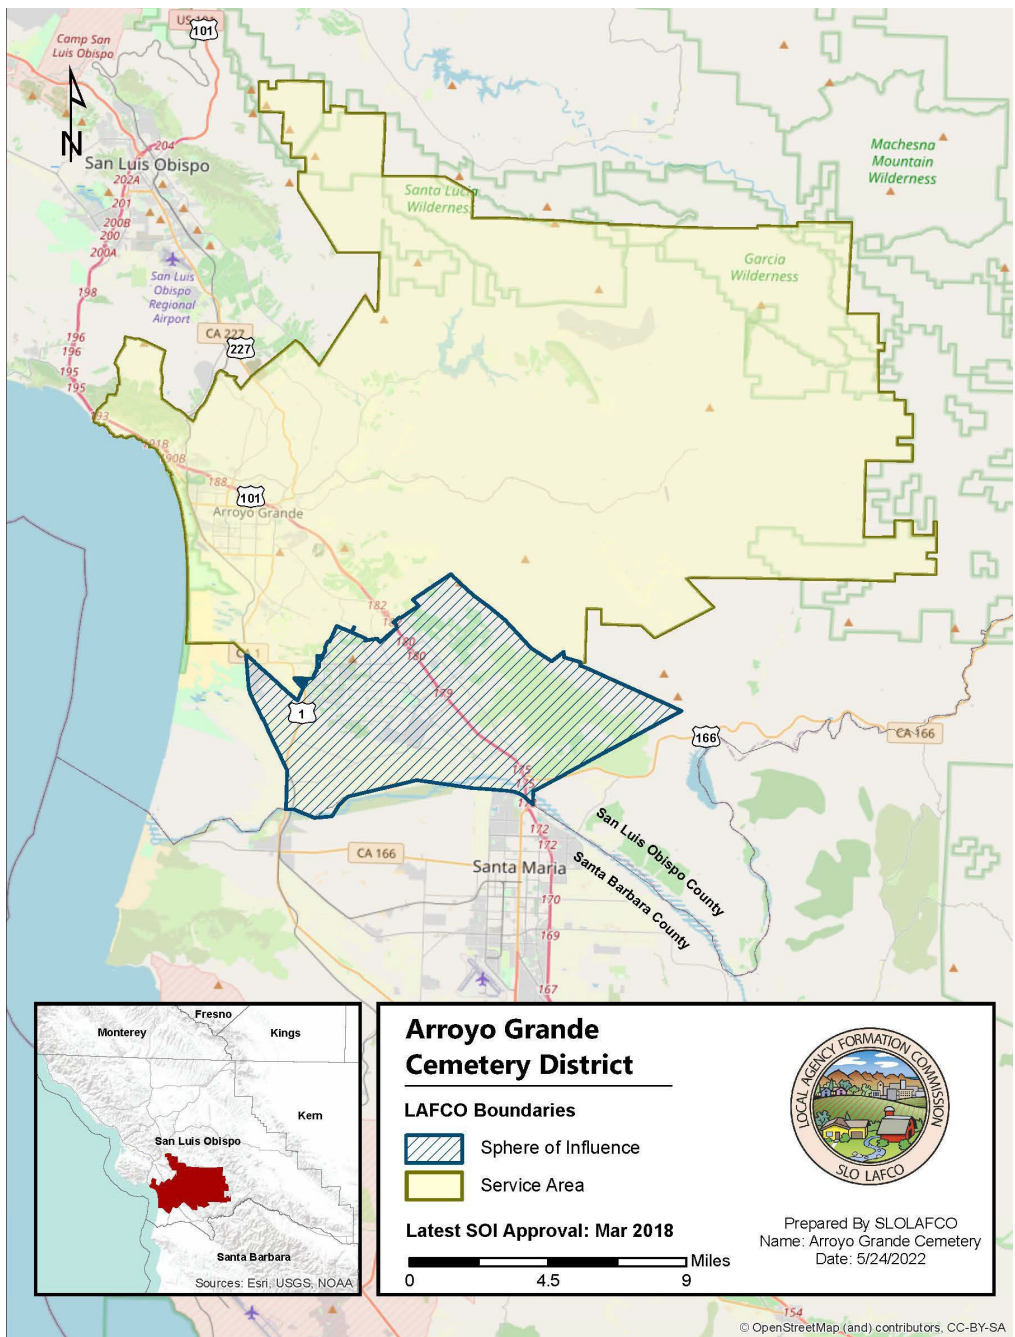 US 101
101
Camp San
Luis Obispo
N
204
San Luis Obispo
202A
201
200B
200
200A
Machesna
Mountain
Wilderness
Santa Lucia
Wilderness
Garcia
Wilderness
San Luis
Obispo
Regional
Airport
198
CA 227
227
196
196
195
195
193
191B
190B
188
101
Arroyo Grande
182
180
180
CA 1
179
1
166
CA 166
175
175
172
172
CA 166
Santa Maria
San Luis Obispo County
Santa Barbara County
170
169
167
Monterey
Fresno
Kings
Kern
San Luis Obispo
Santa Barbara
Sources: Esri, USGS, NOAA
Arroyo Grande
Cemetery District
LAFCO Boundaries
Sphere of Influence
Service Area
Latest SOI Approval: Mar 2018
Miles
0 4.5 9
LOCAL AGENCY FORMATION COMMISSION
SLO LAFCO
Prepared By SLOLAFCO
Name: Arroyo Grande Cemetery
Date: 5/24/2022
154
© OpenStreetMap (and) contributors, CC-BY-SA